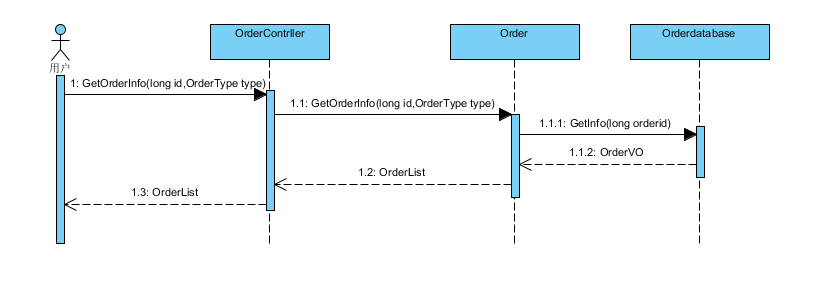 OrderContrller
Order
Orderdatabase
用户
1: GetOrderInfo(long id,OrderType type)
1.1: GetOrderInfo(long id,OrderType type)
1.1.1: GetInfo(long orderid)
1.1.2: OrderVO
1.2: OrderList
1.3: OrderList